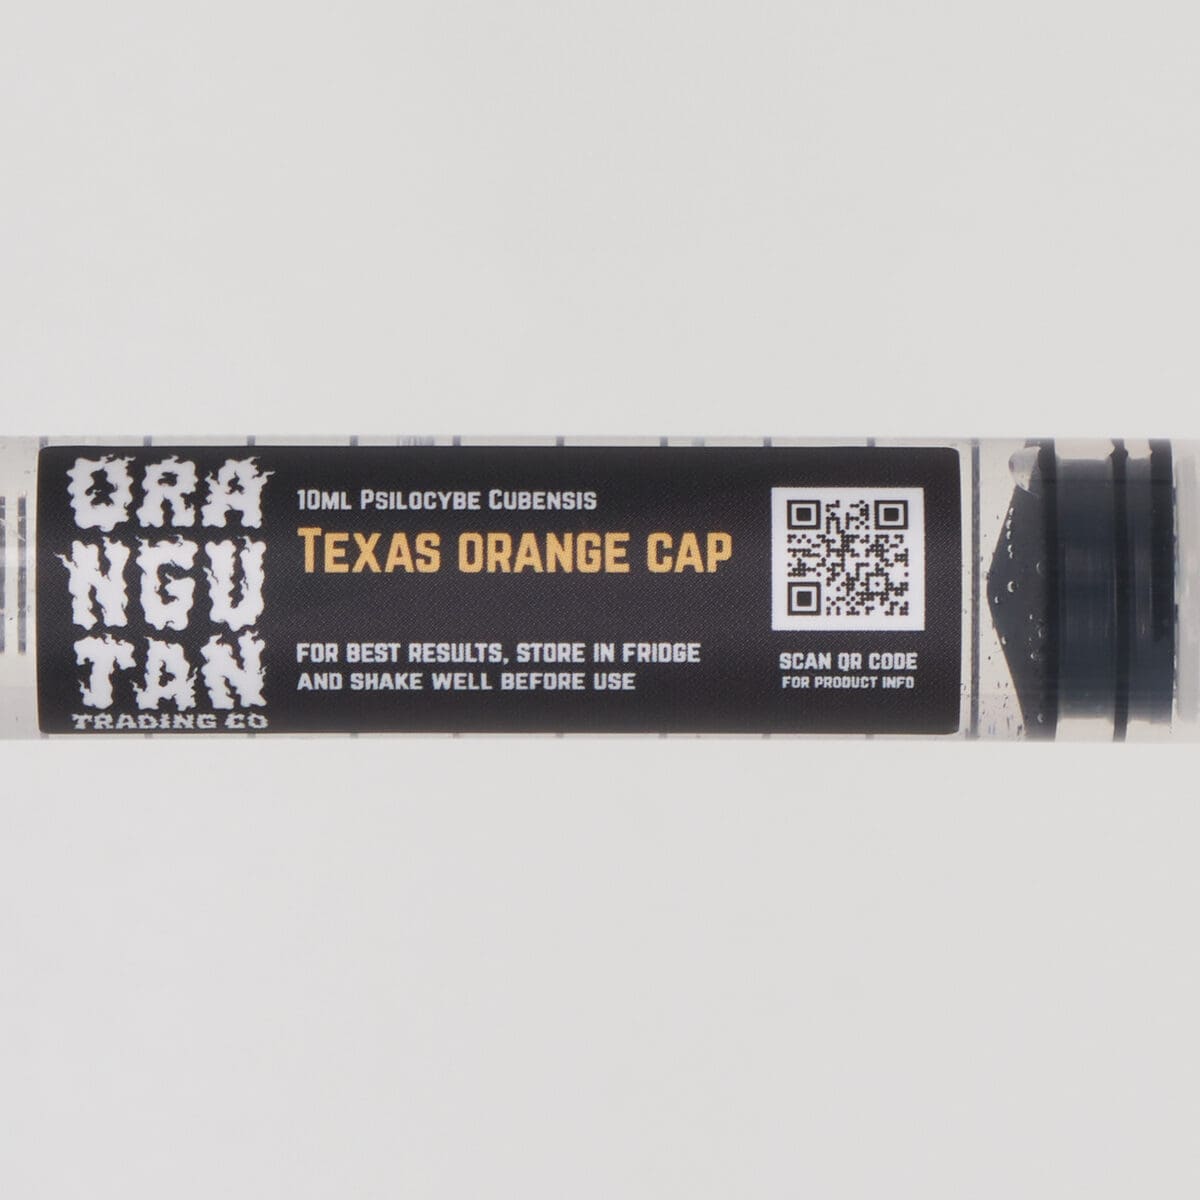 ORA
NGU
TAN
TRADING CO
10ML PSILOCYBE CUBENSIS
TEXAS ORANGE CAP
FOR BEST RESULTS, STORE IN FRIDGE
AND SHAKE WELL BEFORE USE
SCAN QR CODE
FOR PRODUCT INFO